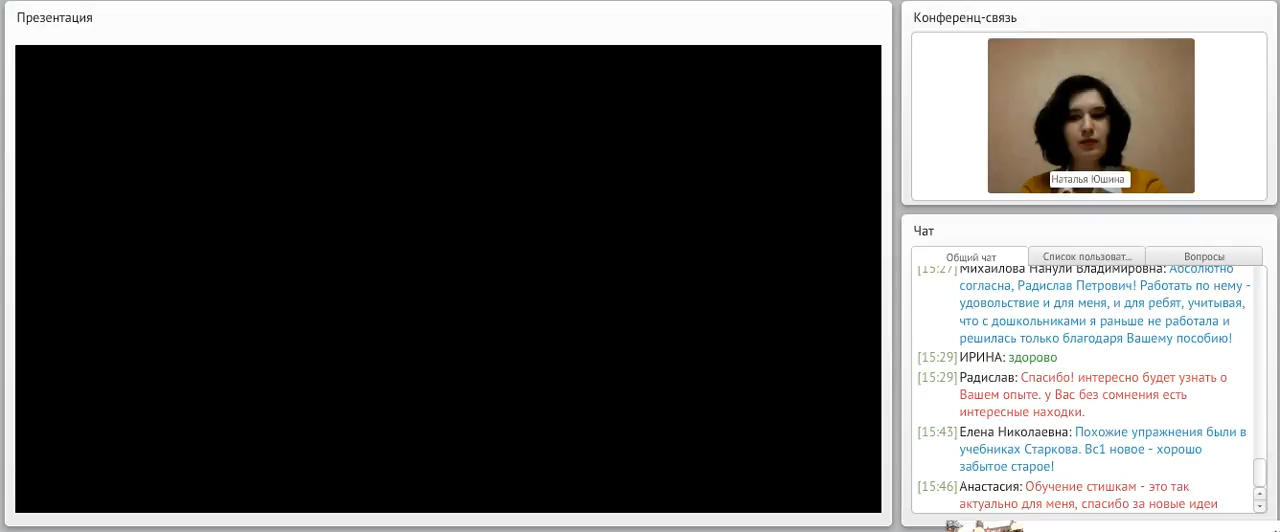 Презентация
Конференц-связь
Наталья Юшина
Чат
Общий чат
Список пользоват...
Вопросы
[15:27] Михайлова Нанули Владимировна: Абсолютно
согласна, Радислав Петрович! Работать по нему -
удовольствие и для меня, и для ребят, учитывая,
что с дошкольниками я раньше не работала и
решилась только благодаря Вашему пособию!
[15:29] ИРИНА: здорово
[15:29] Радислав: Спасибо! интересно будет узнать о
Вашем опыте. у Вас без сомнения есть
интересные находки.
[15:43] Елена Николаевна: Похожие упражнения были в
учебниках Старкова. Вс1 новое - хорошо
забытое старое!
[15:46] Анастасия: Обучение стишкам - это так
актуально для меня, спасибо за новые идеи